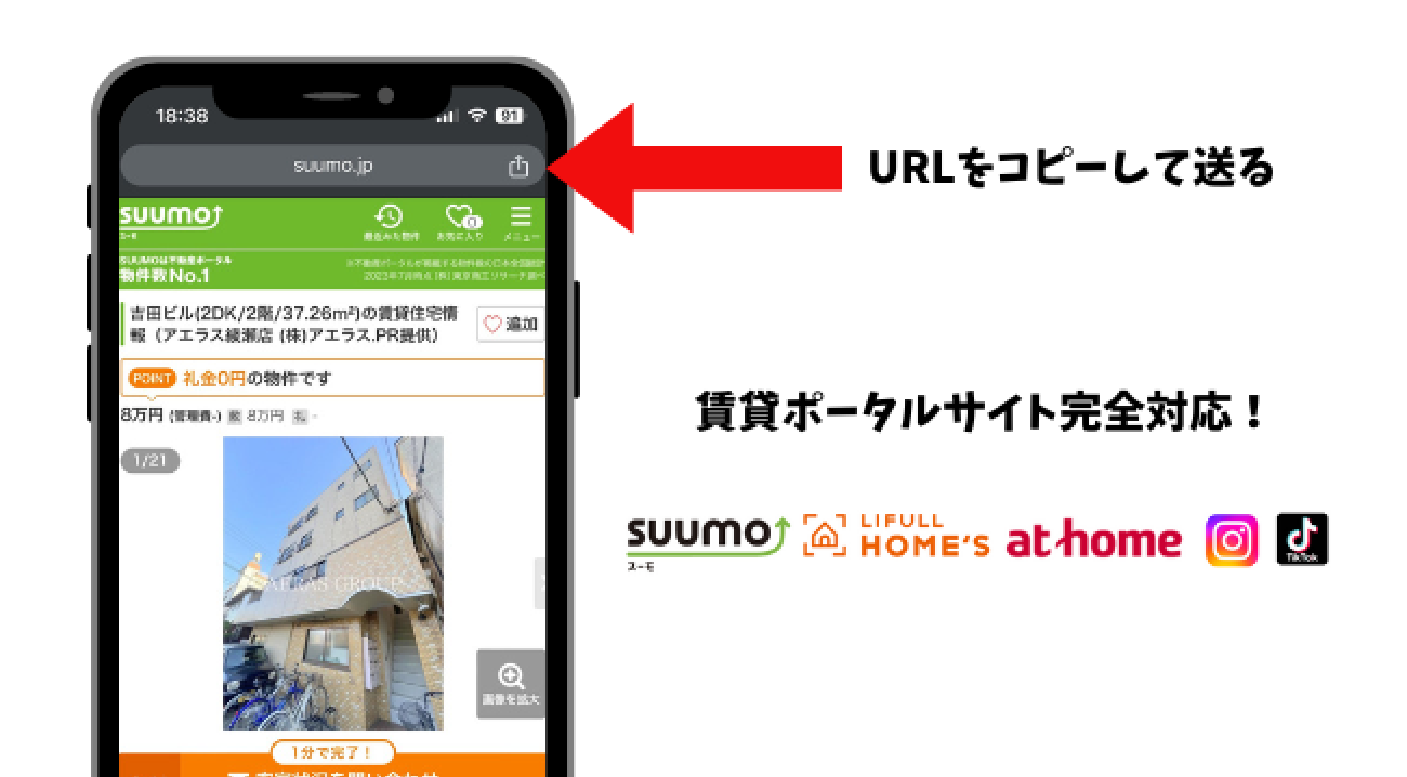 18:38
91
suumo.jp
URLをコピーして送る
suumo
スーモ
最近みた物件
0
お気に入り
メニュー
SUUMOは不動産ポータル
物件数No.1
吉田ビル(2DK/2階/37.26m²)の賃貸住宅情
報（アエラス綾瀬店 (株)アエラス.PR提供）
追加
POINT 礼金0円の物件です
8万円 (管理費-) 敷 8万円 礼 -
1/21
AERAS GROUP
画像を拡大
1分で完了！
賃貸ポータルサイト完全対応！
suumo
スーモ
LIFULL
HOME'S
at home
TikTok